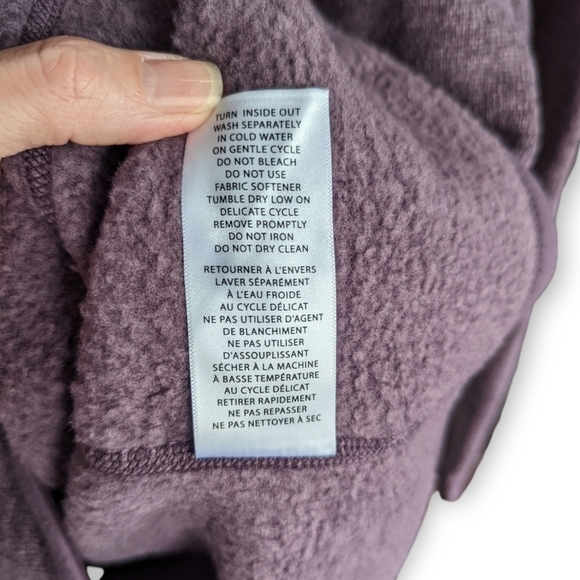 TURN INSIDE OUT
WASH SEPARATELY
IN COLD WATER
ON GENTLE CYCLE
DO NOT BLEACH
DO NOT USE
FABRIC SOFTENER
TUMBLE DRY LOW ON
DELICATE CYCLE
REMOVE PROMPTLY
DO NOT IRON
DO NOT DRY CLEAN
RETOURNER À L'ENVERS
LAVER SÉPARÉMENT
À L'EAU FROIDE
AU CYCLE DÉLICAT
NE PAS UTILISER D'AGENT
DE BLANCHIMENT
NE PAS UTILISER
D'ASSOUPLISSANT
SÉCHER À LA MACHINE
À BASSE TEMPÉRATURE
AU CYCLE DÉLICAT
RETIRER RAPIDEMENT
NE PAS REPASSER
NE PAS NETTOYER À SEC